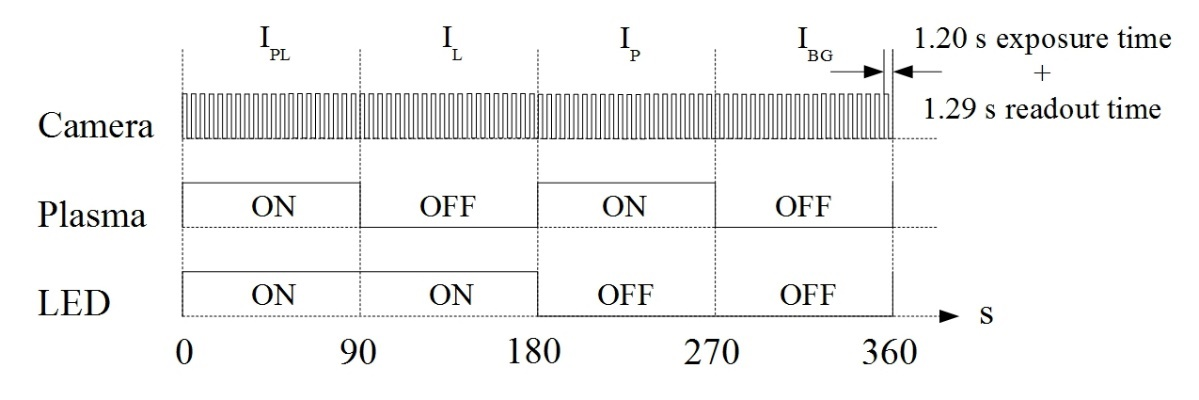 I_PL I_L I_P I_BG 1.20 s exposure time
+
1.29 s readout time
Camera
Plasma ON OFF ON OFF
LED ON ON OFF OFF
s
0 90 180 270 360